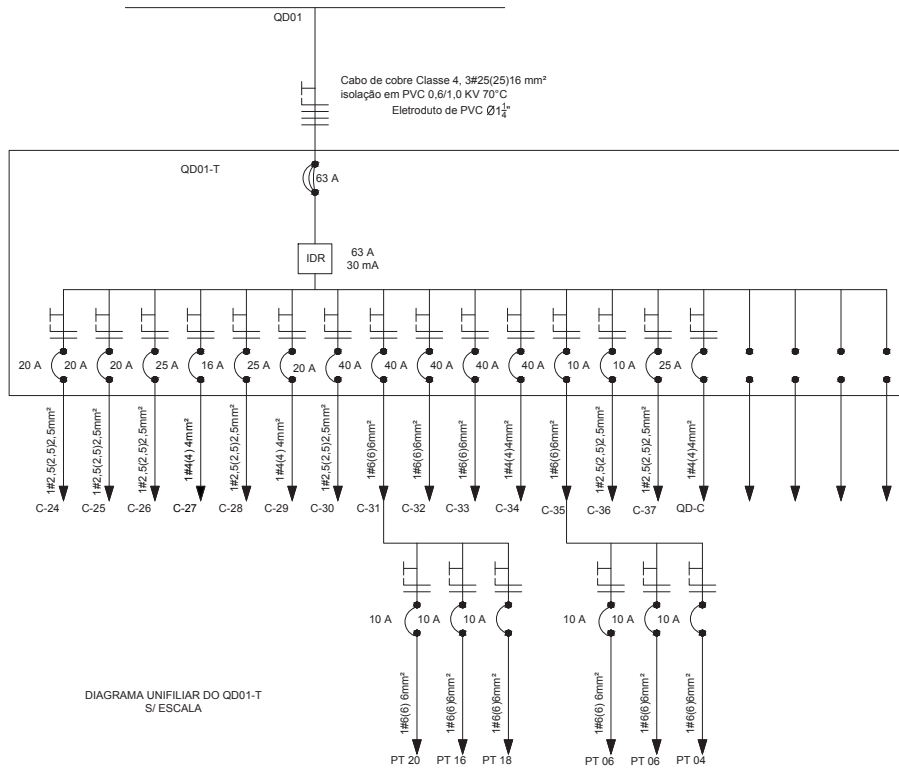 QD01
Cabo de cobre Classe 4, 3#25(25)16 mm²
isolação em PVC 0,6/1,0 KV 70°C
Eletroduto de PVC Ø1¼"
QD01-T
63 A
IDR
63 A
30 mA
20 A
20 A
20 A
25 A
16 A
25 A
20 A
40 A
40 A
40 A
40 A
40 A
10 A
10 A
25 A
1#2,5(2,5)2,5mm²
1#2,5(2,5)2,5mm²
1#2,5(2,5)2,5mm²
1#4(4) 4mm²
1#2,5(2,5)2,5mm²
1#4(4) 4mm²
1#2,5(2,5)2,5mm²
1#6(6)6mm²
1#6(6)6mm²
1#6(6)6mm²
1#4(4)4mm²
1#6(6)6mm²
1#2,5(2,5)2,5mm²
1#2,5(2,5)2,5mm²
1#4(4)4mm²
C-24
C-25
C-26
C-27
C-28
C-29
C-30
C-31
C-32
C-33
C-34
C-35
C-36
C-37
QD-C
10 A
10 A
10 A
10 A
10 A
10 A
1#6(6) 6mm²
1#6(6)6mm²
1#6(6)6mm²
1#6(6) 6mm²
1#6(6)6mm²
1#6(6)6mm²
DIAGRAMA UNIFILIAR DO QD01-T
S/ ESCALA
PT 20
PT 16
PT 18
PT 06
PT 06
PT 04